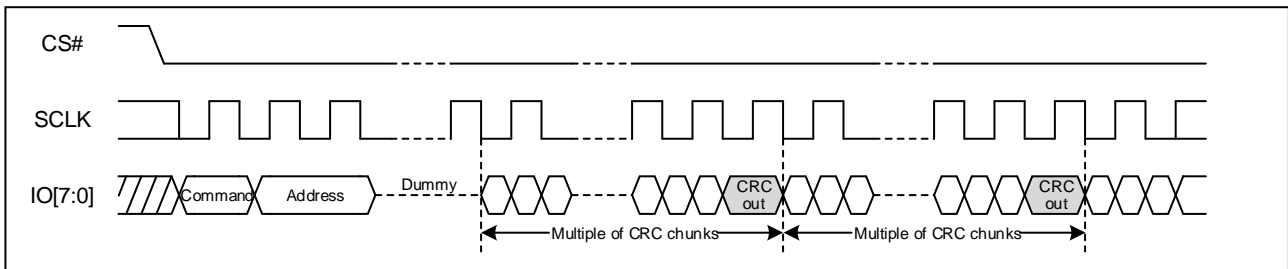 CS#
SCLK
IO[7:0]
Command
Address
Dummy
CRC
out
CRC
out
Multiple of CRC chunks
Multiple of CRC chunks